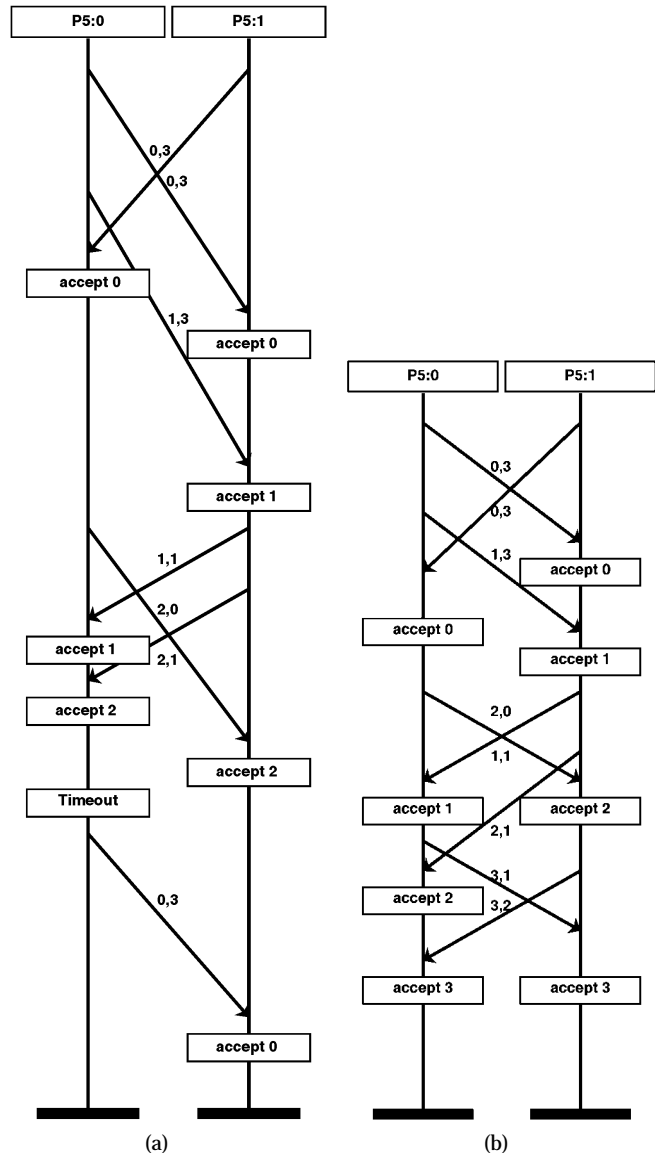 P5:0
P5:1
0,3
0,3
accept 0
1,3
accept 0
accept 1
1,1
2,0
accept 1
2,1
accept 2
accept 2
Timeout
0,3
accept 0
(a)
P5:0
P5:1
0,3
0,3
1,3
accept 0
accept 0
accept 1
2,0
1,1
accept 1
accept 2
2,1
3,1
accept 2
3,2
accept 3
accept 3
(b)